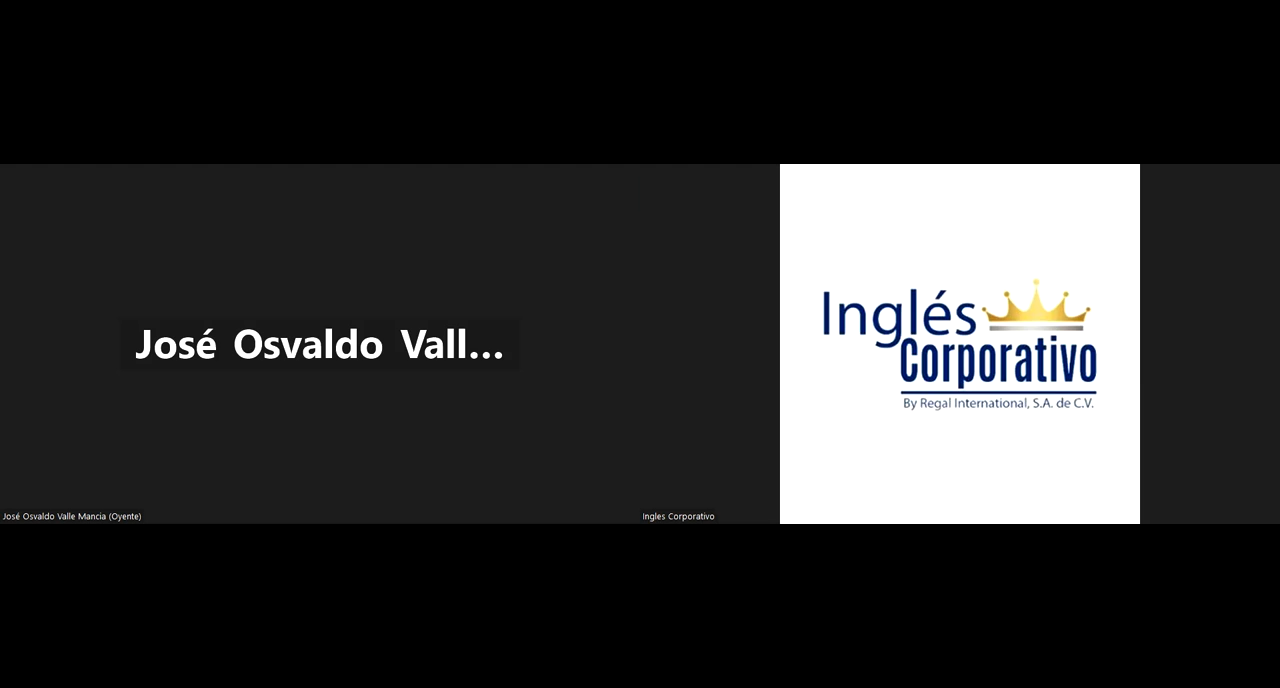 José Osvaldo Vall...
José Osvaldo Valle Mancia (Oyente)
Inglés
Corporativo
By Regal International, S.A. de C.V.
Ingles Corporativo